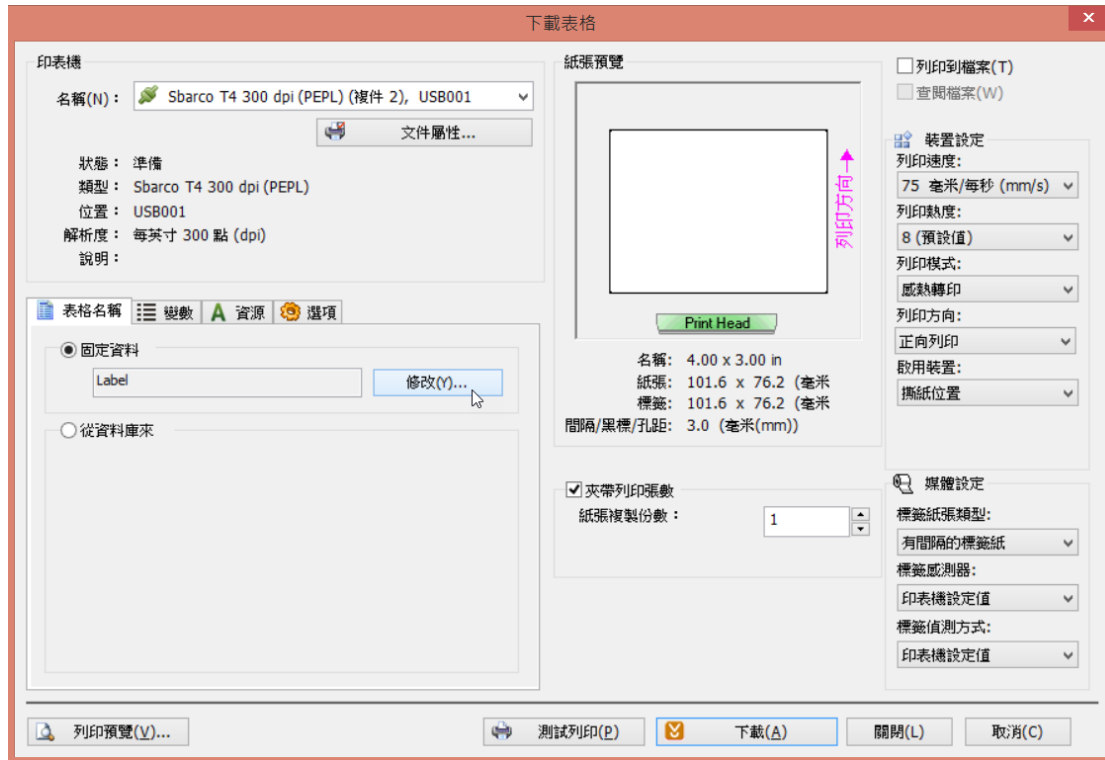 下載表格
印表機
名稱(N)： Sbarco T4 300 dpi (PEPL) (複件 2), USB001
文件屬性...
狀態： 準備
類型： Sbarco T4 300 dpi (PEPL)
位置： USB001
解析度： 每英寸 300 點 (dpi)
說明：
表格名稱 變數 A 資源 選項
固定資料
Label 修改(Y)...
從資料庫來
紙張預覽
列印方向
Print Head
名稱: 4.00 x 3.00 in
紙張: 101.6 x 76.2 (毫米
標籤: 101.6 x 76.2 (毫米
間隔/黑標/孔距: 3.0 (毫米(mm))
夾帶列印張數
紙張複製份數： 1
列印到檔案(T)
查閱檔案(W)
裝置設定
列印速度:
75 毫米/每秒 (mm/s)
列印熱度:
8 (預設值)
列印模式:
感熱轉印
列印方向:
正向列印
啟用裝置:
撕紙位置
媒體設定
標籤紙張類型:
有間隔的標籤紙
標籤感測器:
印表機設定值
標籤偵測方式:
印表機設定值
列印預覽(V)... 測試列印(P) 下載(A) 關閉(L) 取消(C)